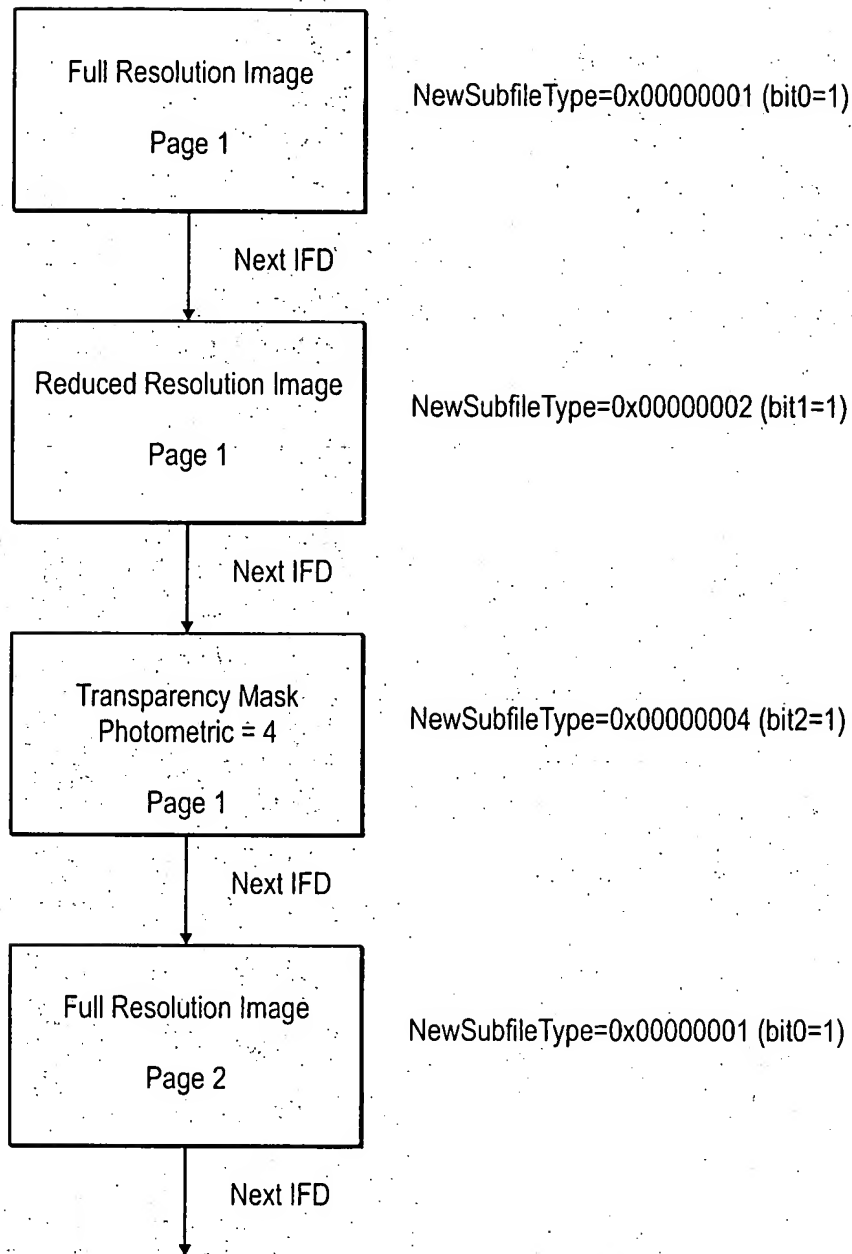 Full Resolution Image
Page 1
NewSubfileType=0x00000001 (bit0=1)
Next IFD
Reduced Resolution Image
Page 1
NewSubfileType=0x00000002 (bit1=1)
Next IFD
Transparency Mask
Photometric = 4
Page 1
NewSubfileType=0x00000004 (bit2=1)
Next IFD
Full Resolution Image
Page 2
NewSubfileType=0x00000001 (bit0=1)
Next IFD